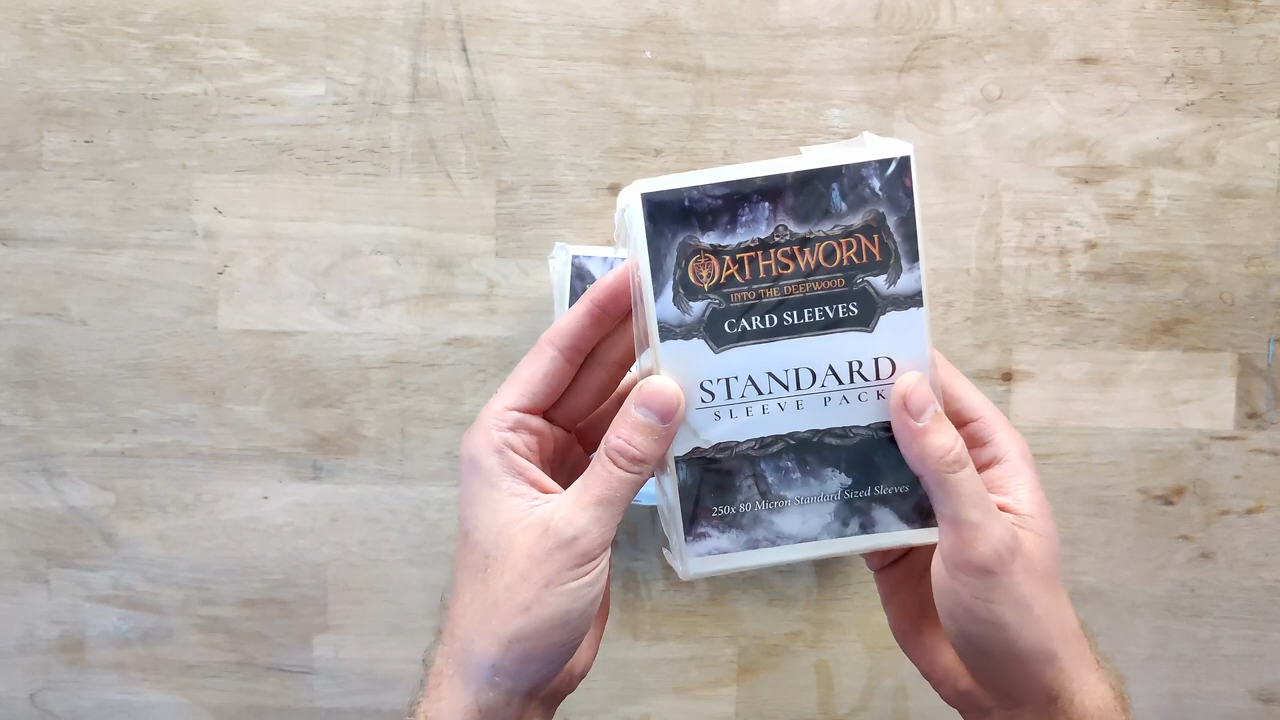 OATHSWORN
INTO THE DEEPWOOD
CARD SLEEVES
STANDARD
SLEEVE PACK
250x 80 Micron Standard Sized Sleeves